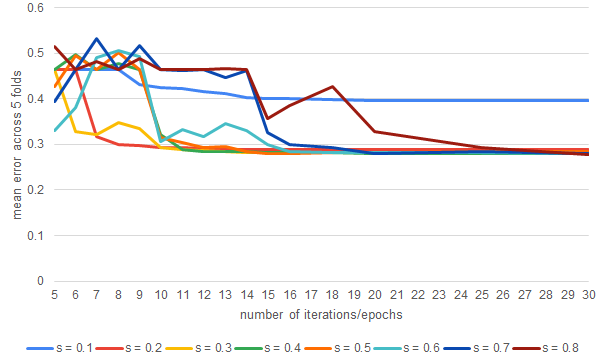 0.6
0.5
0.4
0.3
0.2
0.1
0
mean error across 5 folds
5 6 7 8 9 10 11 12 13 14 15 16 17 18 19 20 21 22 23 24 25 26 27 28 29 30
number of iterations/epochs
s = 0.1 s = 0.2 s = 0.3 s = 0.4 s = 0.5 s = 0.6 s = 0.7 s = 0.8